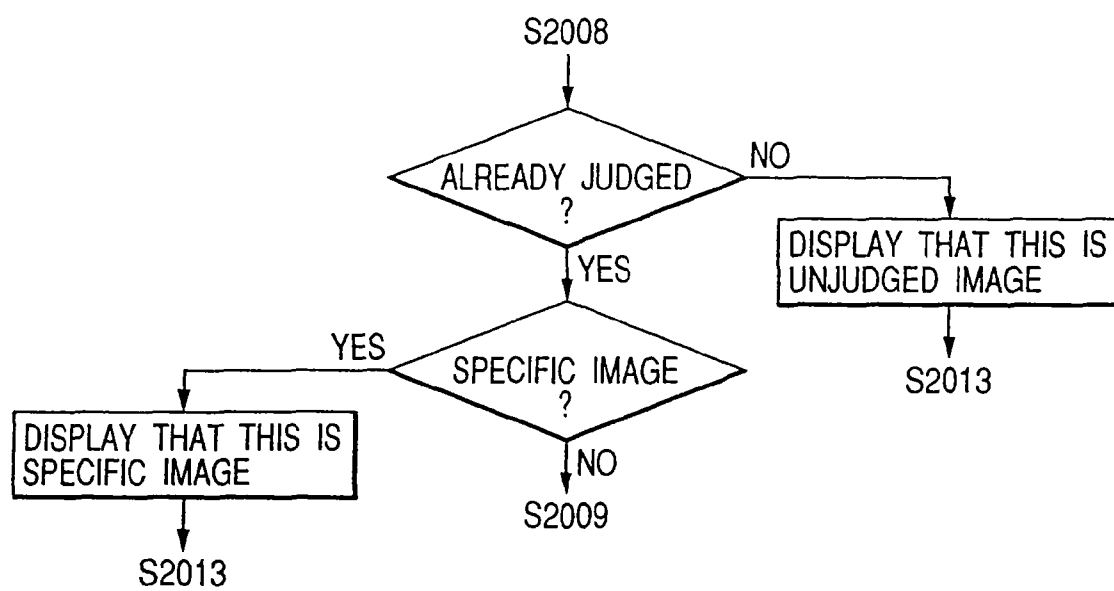 S2008
ALREADY JUDGED
?
NO
DISPLAY THAT THIS IS
UNJUDGED IMAGE
S2013
YES
SPECIFIC IMAGE
?
YES
DISPLAY THAT THIS IS
SPECIFIC IMAGE
S2013
NO
S2009